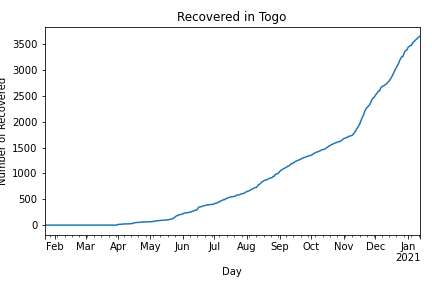 Recovered in Togo
Number of Recovered
3500
3000
2500
2000
1500
1000
500
0
Feb Mar Apr May Jun Jul Aug Sep Oct Nov Dec Jan
2021
Day